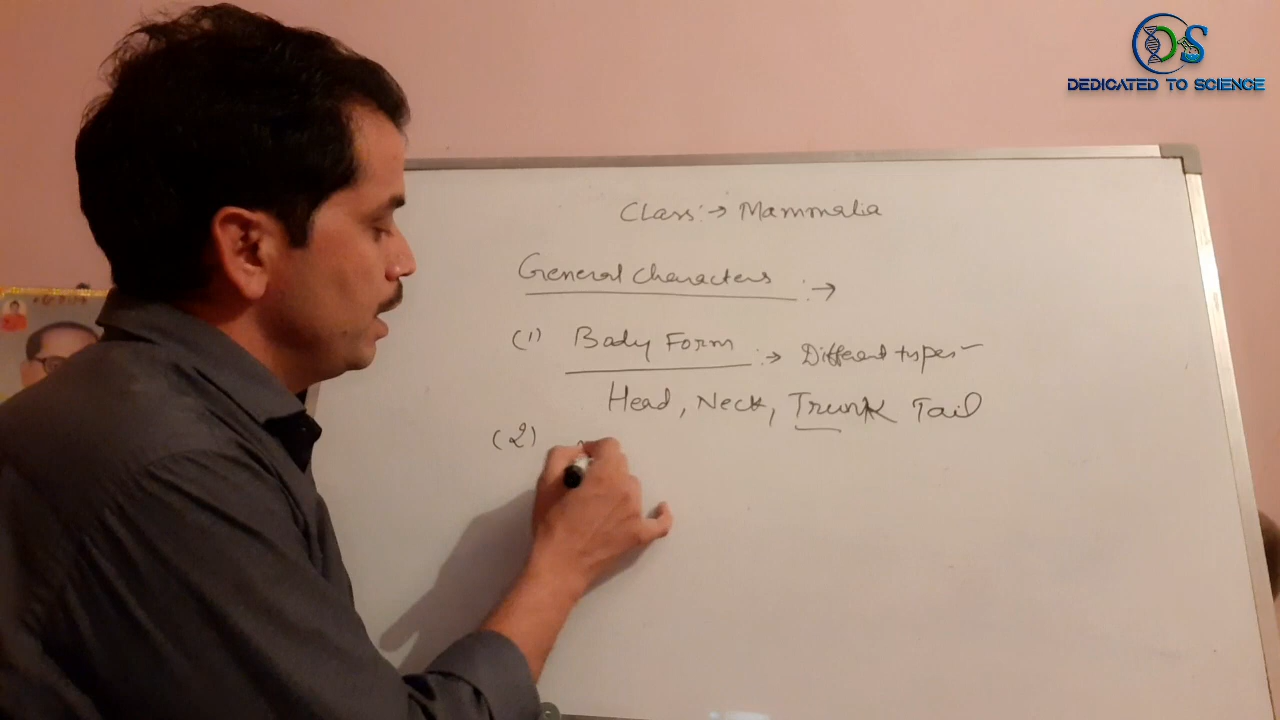 DS
DEDICATED TO SCIENCE
Class:→ Mammalia
General Characters :→
(1) Body Form :→ Different types–
Head, Neck, Trunk Tail
(2)